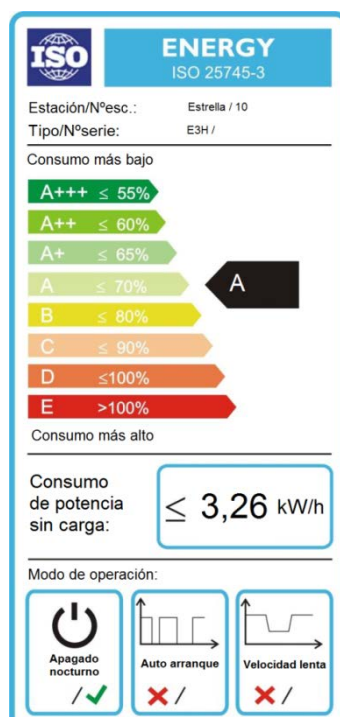 ISO
ENERGY
ISO 25745-3
Estación/Nºesc.: Estrella / 10
Tipo/Nºserie: E3H /
Consumo más bajo
A+++ ≤ 55%
A++ ≤ 60%
A+ ≤ 65%
A ≤ 70%
A
B ≤ 80%
C ≤ 90%
D ≤100%
E >100%
Consumo más alto
Consumo
de potencia
sin carga:
≤ 3,26 kW/h
Modo de operación:
Apagado
nocturno
/ ✓
Auto arranque
✗ /
Velocidad lenta
✗ /